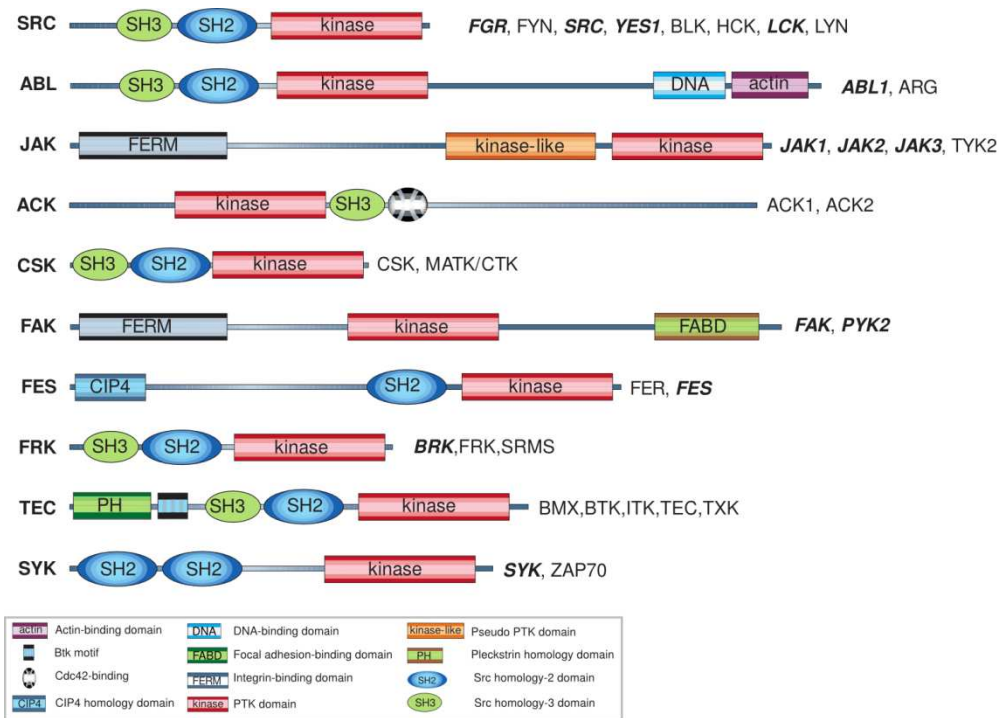 SRC SH3 SH2 kinase FGR, FYN, SRC, YES1, BLK, HCK, LCK, LYN
ABL SH3 SH2 kinase DNA actin ABL1, ARG
JAK FERM kinase-like kinase JAK1, JAK2, JAK3, TYK2
ACK kinase SH3 ACK1, ACK2
CSK SH3 SH2 kinase CSK, MATK/CTK
FAK FERM kinase FABD FAK, PYK2
FES CIP4 SH2 kinase FER, FES
FRK SH3 SH2 kinase BRK,FRK,SRMS
TEC PH SH3 SH2 kinase BMX,BTK,ITK,TEC,TXK
SYK SH2 SH2 kinase SYK, ZAP70
actin Actin-binding domain DNA DNA-binding domain kinase-like Pseudo PTK domain
Btk motif FABD Focal adhesion-binding domain PH Pleckstrin homology domain
Cdc42-binding FERM Integrin-binding domain SH2 Src homology-2 domain
CIP4 CIP4 homology domain kinase PTK domain SH3 Src homology-3 domain